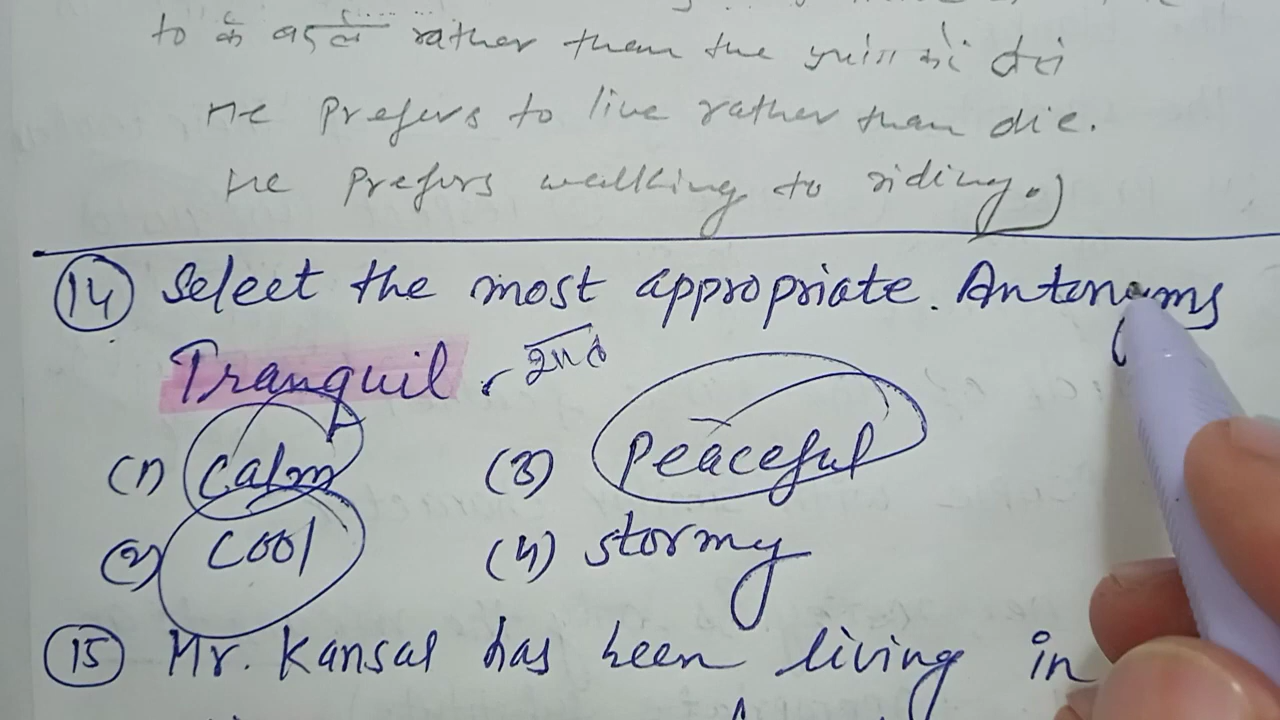 to के बाद rather than the
He Prefers to live rather than die.
He Prefers walking to riding.)
(14) Select the most appropriate. Antonyms
Tranquil.
(1) calm (3) Peaceful
(2) cool (4) stormy
(15) Mr. Kansal has been living in